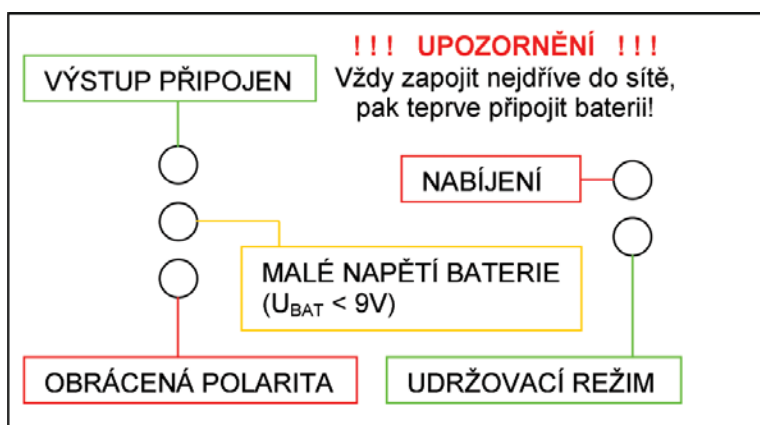 ! ! ! UPOZORNĚNÍ ! ! !
Vždy zapojit nejdříve do sítě,
pak teprve připojit baterii!
VÝSTUP PŘIPOJEN
NABÍJENÍ
MALÉ NAPĚTÍ BATERIE
(UBAT < 9V)
OBRÁCENÁ POLARITA
UDRŽOVACÍ REŽIM